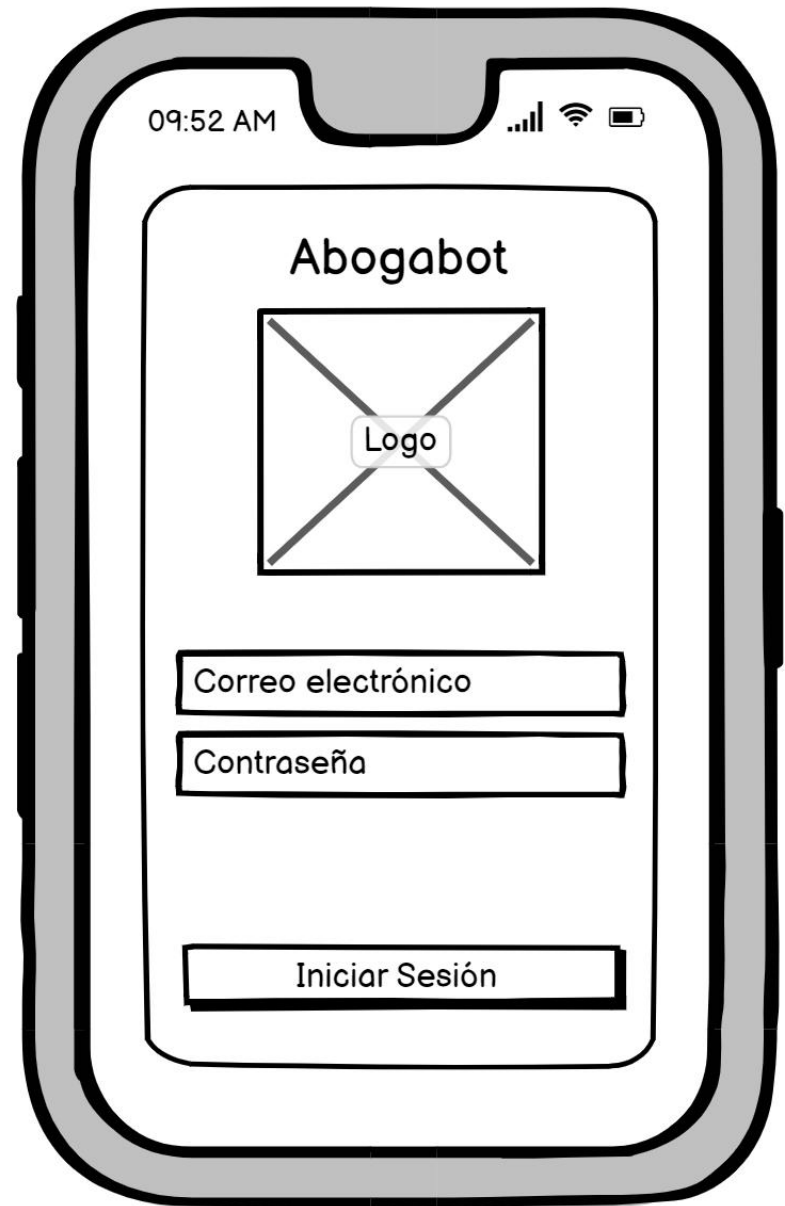 09:52 AM
Abogabot
Logo
Correo electrónico
Contraseña
Iniciar Sesión